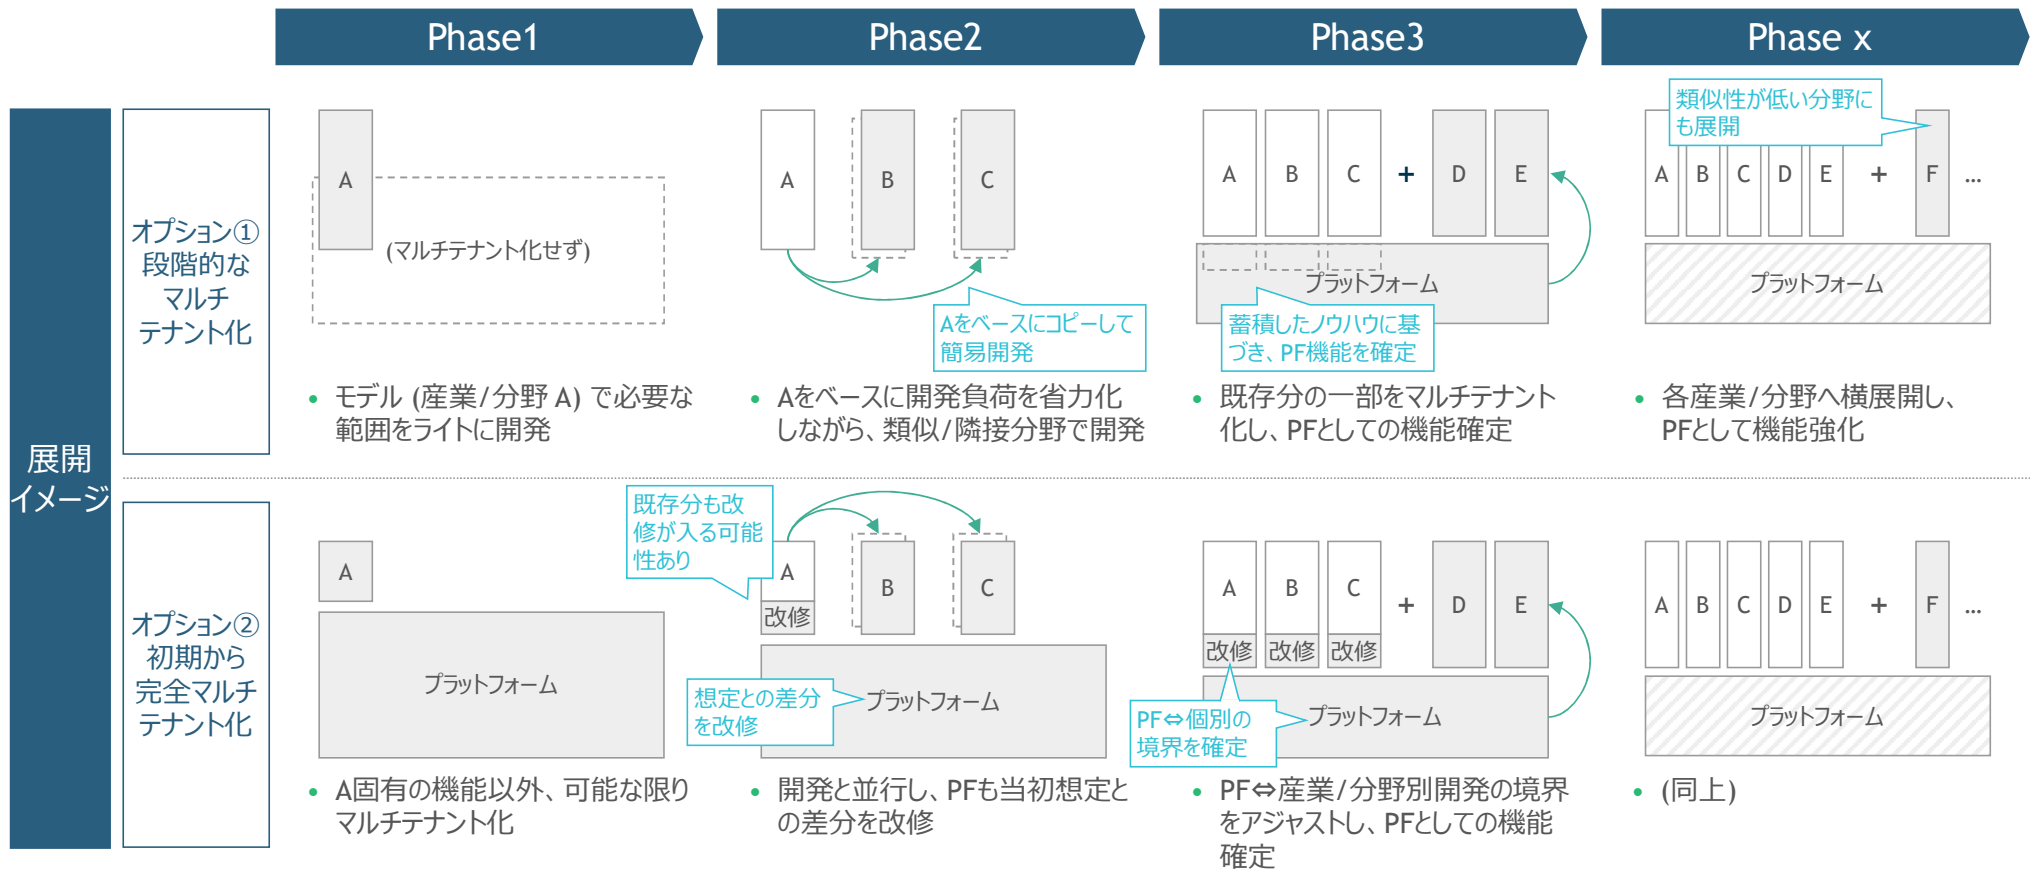 Phase1
Phase2
Phase3
Phase x
展開
イメージ
オプション①
段階的な
マルチ
テナント化
A
(マルチテナント化せず)
• モデル (産業/分野 A) で必要な
範囲をライトに開発
A
B
C
Aをベースにコピーして
簡易開発
• Aをベースに開発負荷を省力化
しながら、類似/隣接分野で開発
A
B
C
+
D
E
プラットフォーム
蓄積したノウハウに基
づき、PF機能を確定
• 既存分の一部をマルチテナント
化し、PFとしての機能確定
類似性が低い分野に
も展開
A
B
C
D
E
+
F
...
プラットフォーム
• 各産業/分野へ横展開し、
PFとして機能強化
オプション②
初期から
完全マルチ
テナント化
A
プラットフォーム
• A固有の機能以外、可能な限り
マルチテナント化
既存分も改
修が入る可能
性あり
A
改修
B
C
想定との差分
を改修
プラットフォーム
• 開発と並行し、PFも当初想定と
の差分を改修
A
B
C
+
D
E
改修
改修
改修
PF⇔個別の
境界を確定
プラットフォーム
• PF⇔産業/分野別開発の境界
をアジャストし、PFとしての機能
確定
A
B
C
D
E
+
F
...
プラットフォーム
• (同上)